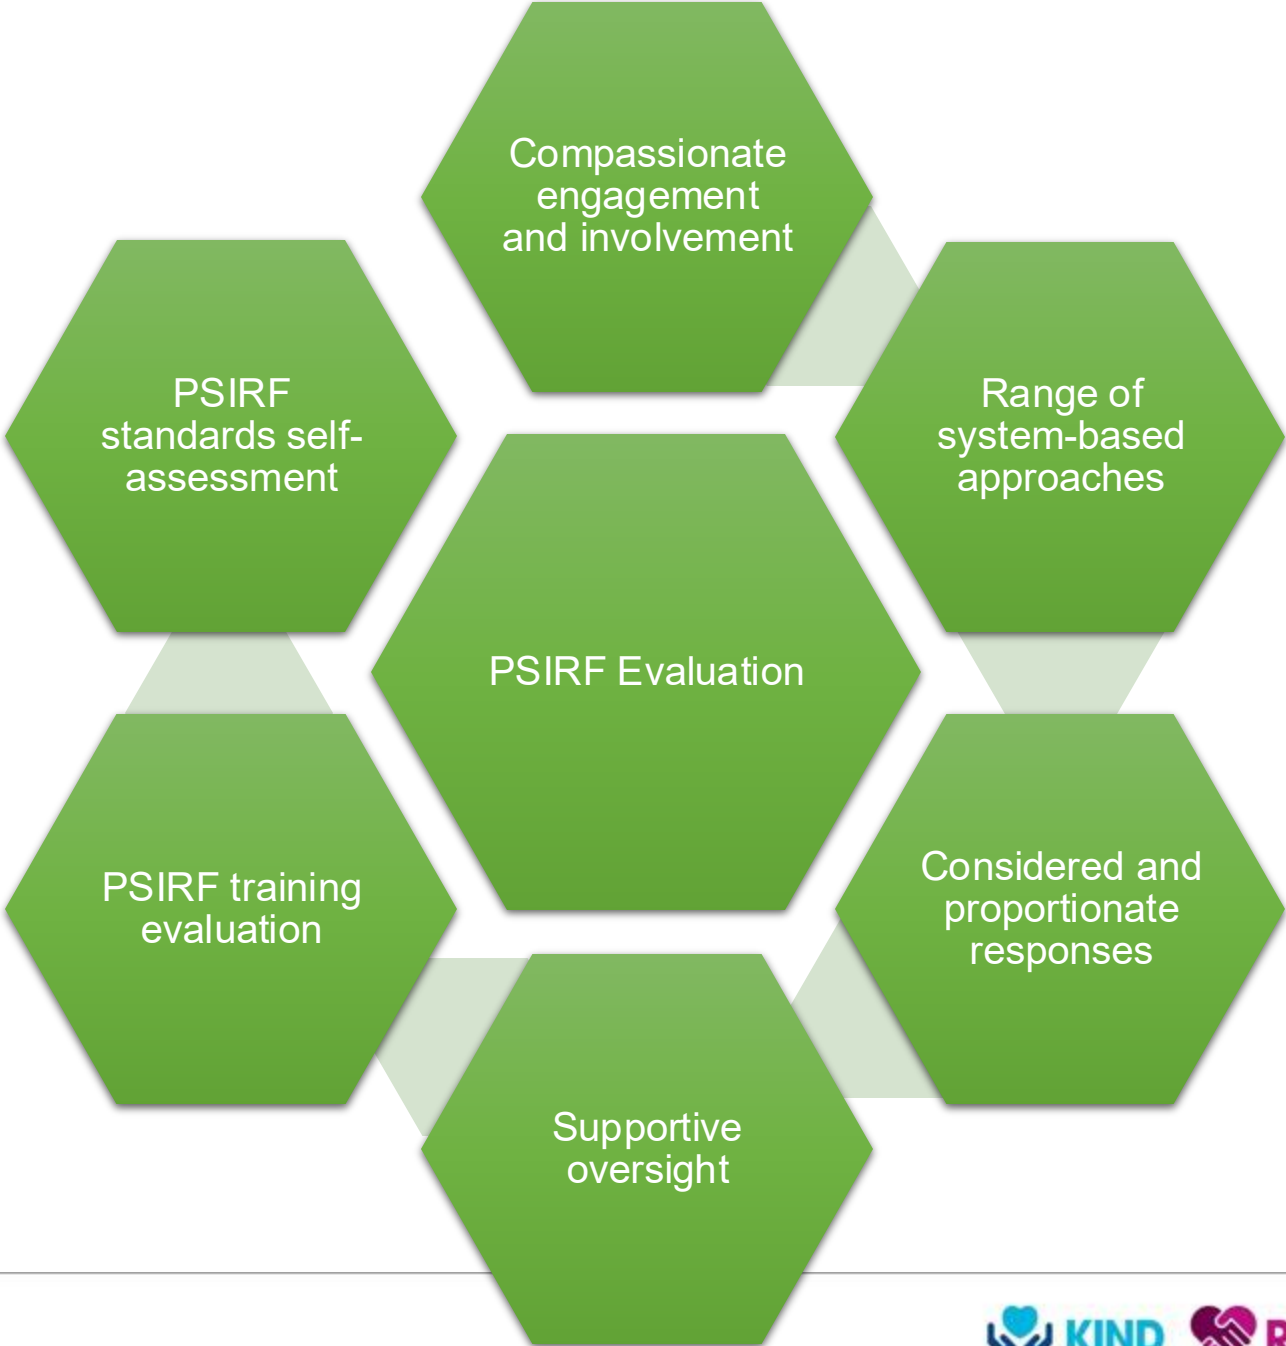 Compassionate
engagement
and involvement
PSIRF
standards self-
assessment
Range of
system-based
approaches
PSIRF Evaluation
PSIRF training
evaluation
Considered and
proportionate
responses
Supportive
oversight
KIND